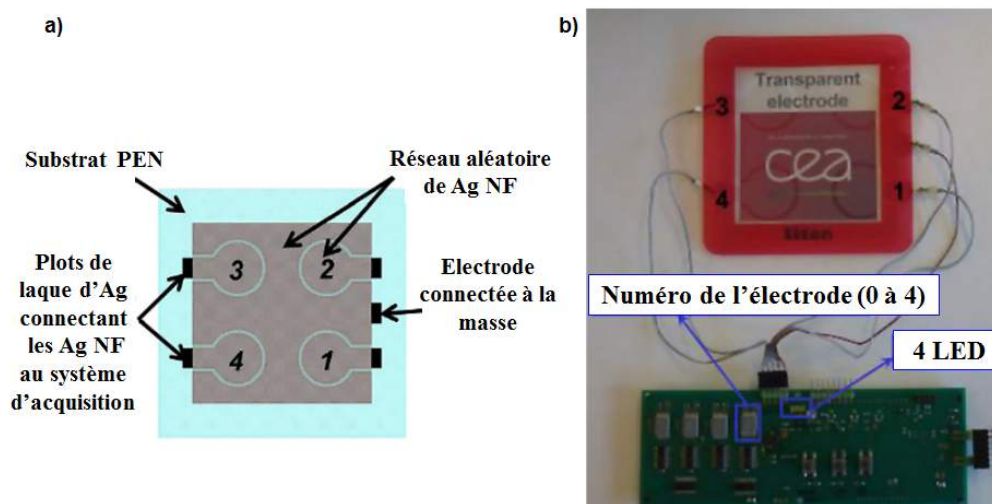 a)
Substrat PEN
Réseau aléatoire
de Ag NF
3
2
4
1
Plots de
laque d'Ag
connectant
les Ag NF
au système
d'acquisition
Electrode
connectée à la
masse
b)
Transparent
electrode
3
2
4
1
cea
liten
Numéro de l'électrode (0 à 4)
4 LED